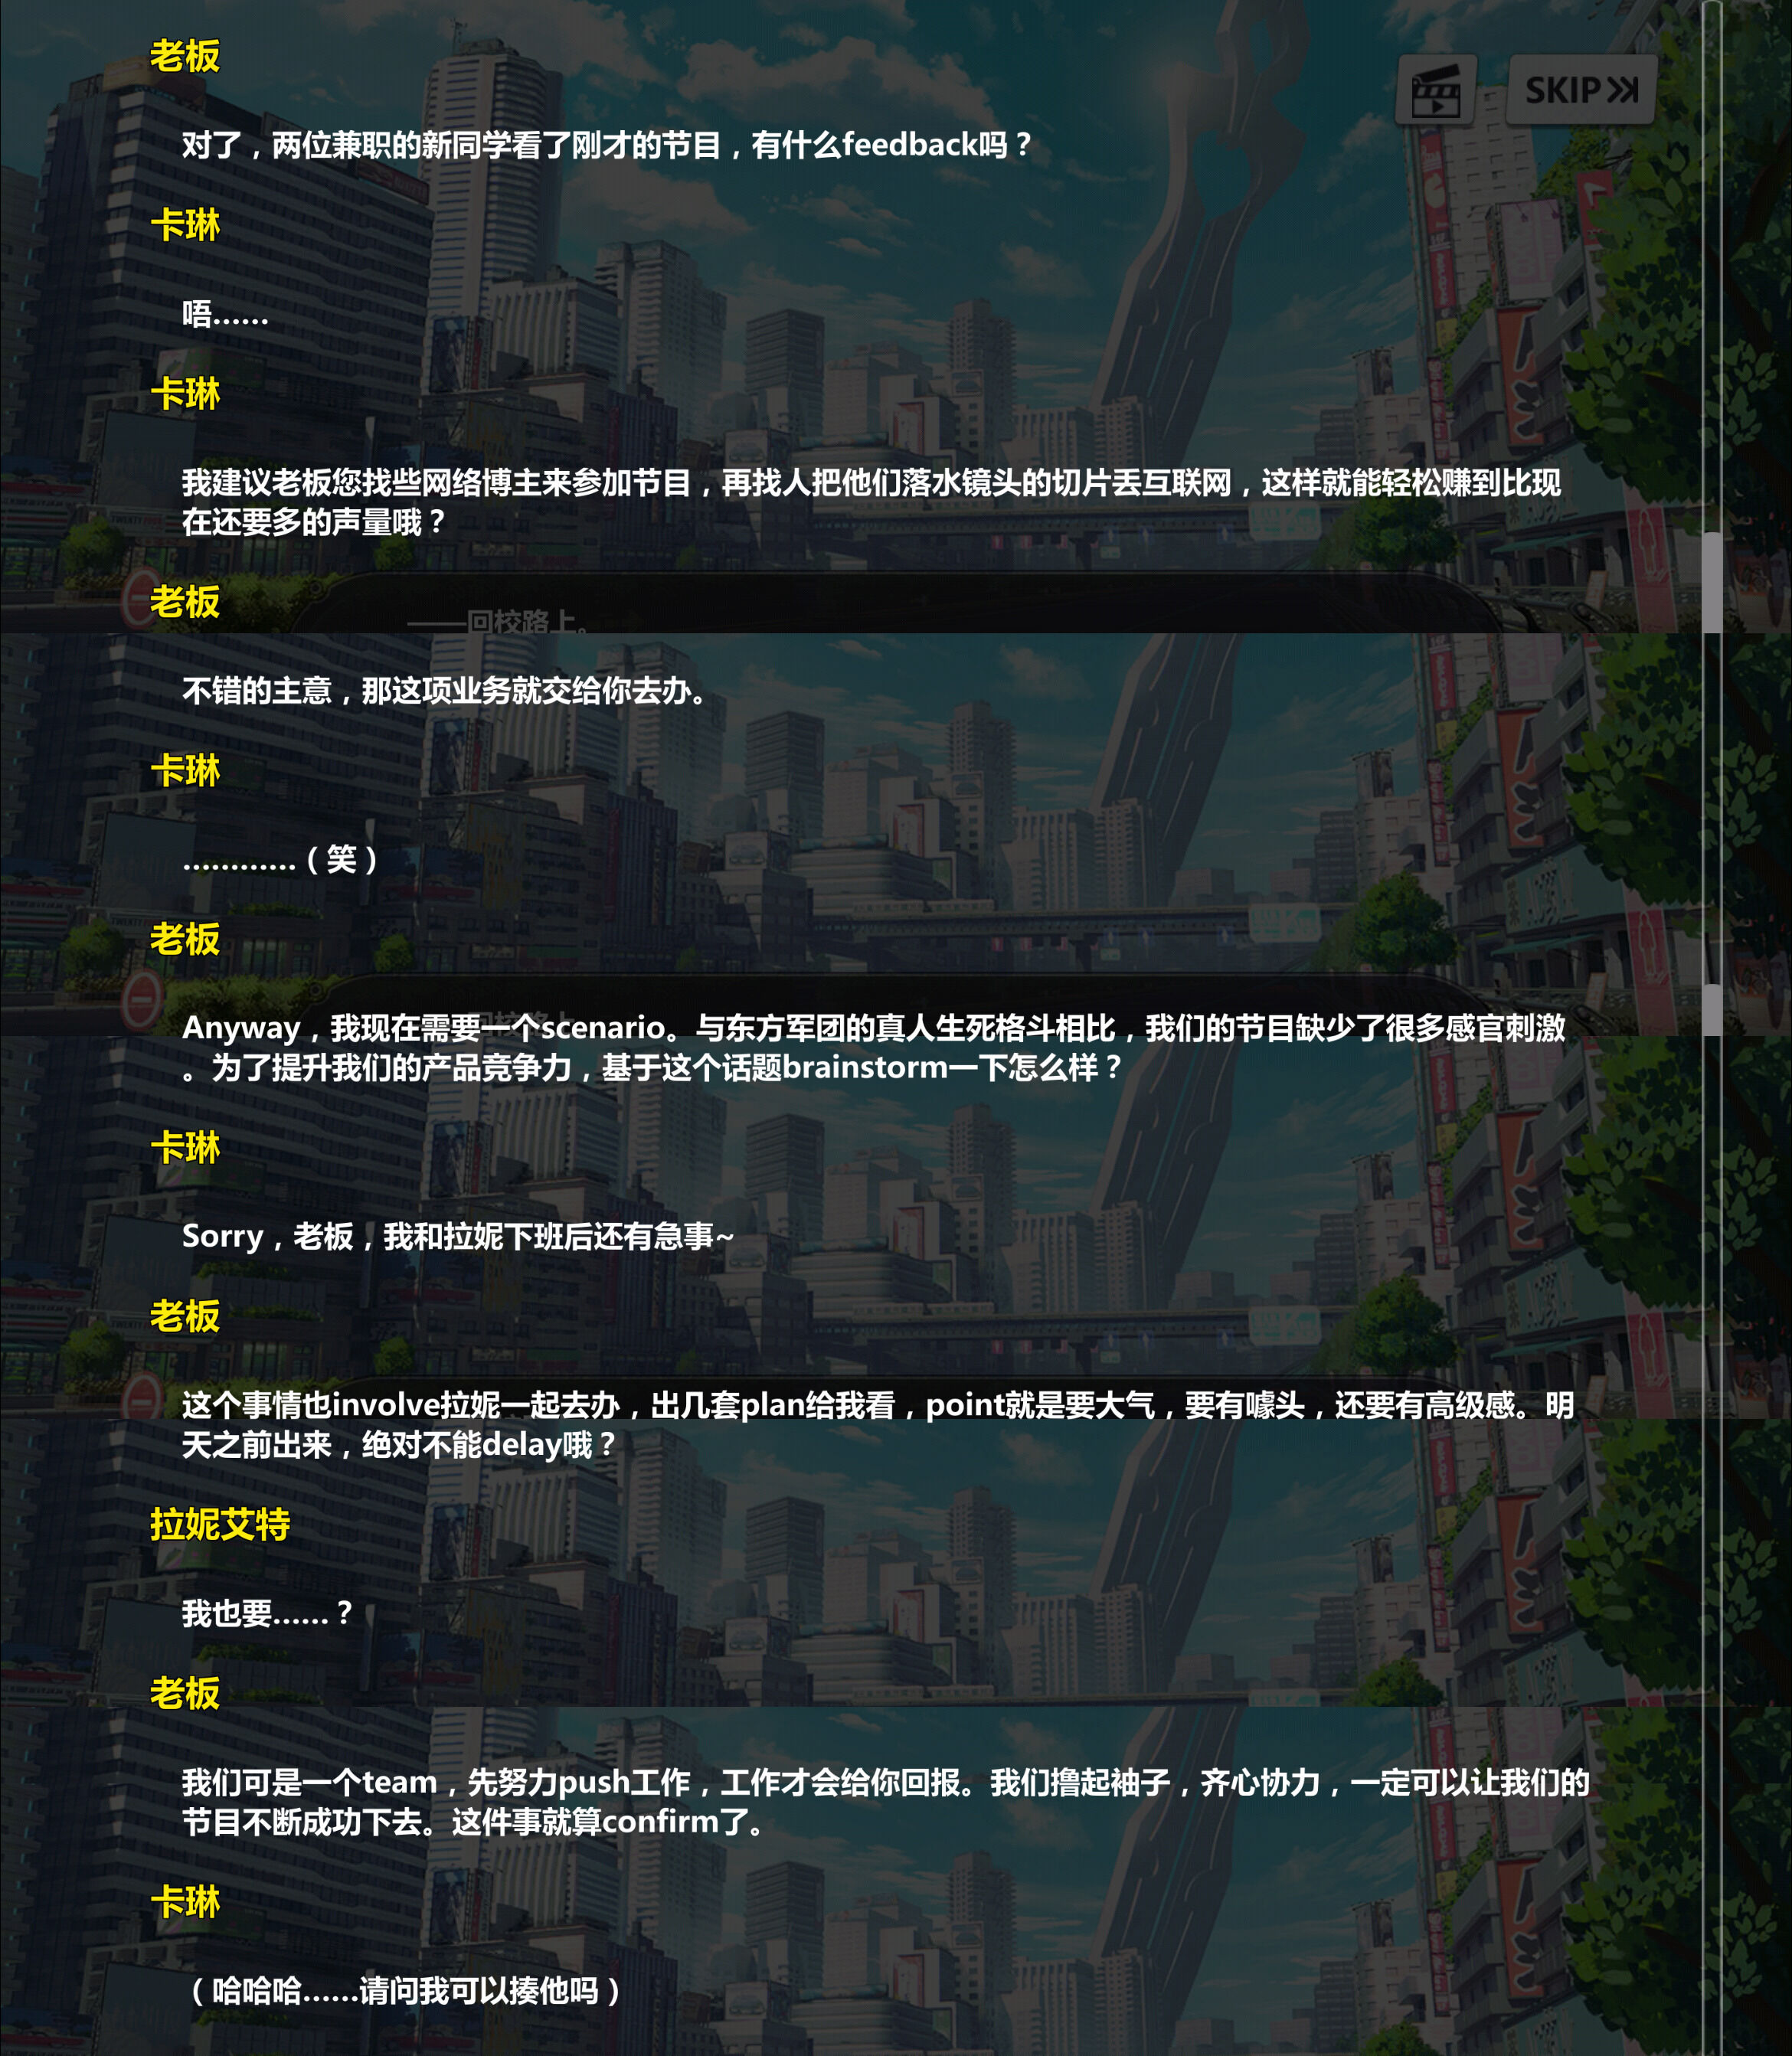 老板
SKIP
对了，两位兼职的新同学看了刚才的节目，有什么feedback吗？
卡琳
唔……
卡琳
我建议老板您找些网络博主来参加节目，再找人把他们落水镜头的切片丢互联网，这样就能轻松赚到比现
在还要多的声量哦？
老板
——回校路上。
不错的主意，那这项业务就交给你去办。
卡琳
…………（笑）
老板
Anyway，我现在需要一个scenario。与东方军团的真人生死格斗相比，我们的节目缺少了很多感官刺激
。为了提升我们的产品竞争力，基于这个话题brainstorm一下怎么样？
卡琳
Sorry，老板，我和拉妮下班后还有急事~
老板
这个事情也involve拉妮一起去办，出几套plan给我看，point就是要大气，要有噱头，还要有高级感。明
天之前出来，绝对不能delay哦？
拉妮艾特
我也要……？
老板
我们可是一个team，先努力push工作，工作才会给你回报。我们撸起袖子，齐心协力，一定可以让我们的
节目不断成功下去。这件事就算confirm了。
卡琳
（哈哈哈……请问我可以揍他吗）